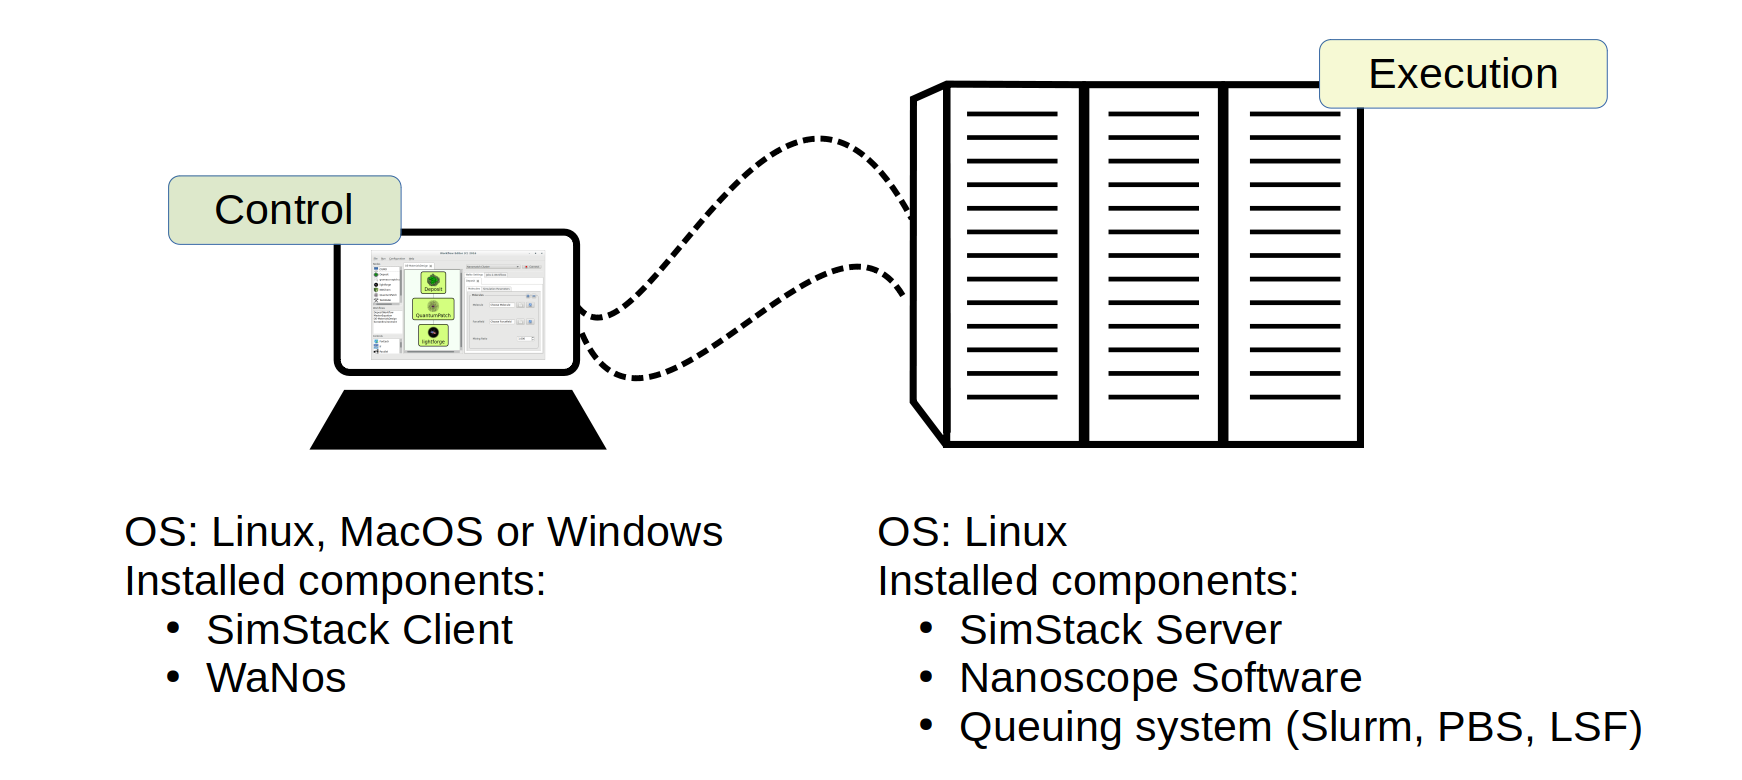 Execution
Control
Deposit
QuantumPatch
lightforge
OS: Linux, MacOS or Windows
Installed components:
• SimStack Client
• WaNos
OS: Linux
Installed components:
• SimStack Server
• Nanoscope Software
• Queuing system (Slurm, PBS, LSF)